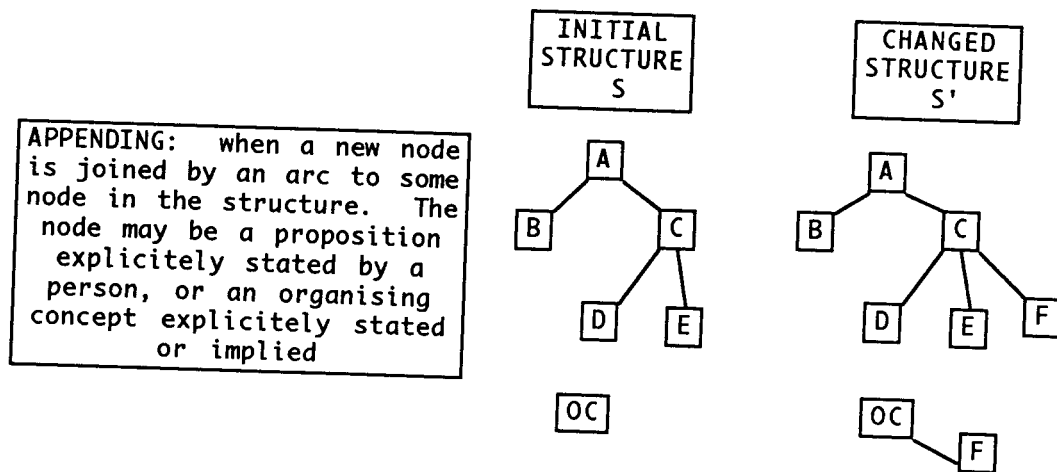 INITIAL
STRUCTURE
S
CHANGED
STRUCTURE
S'
APPENDING: when a new node
is joined by an arc to some
node in the structure. The
node may be a proposition
explicitely stated by a
person, or an organising
concept explicitely stated
or implied
A
B C
D E
OC
A
B C
D E F
OC
F